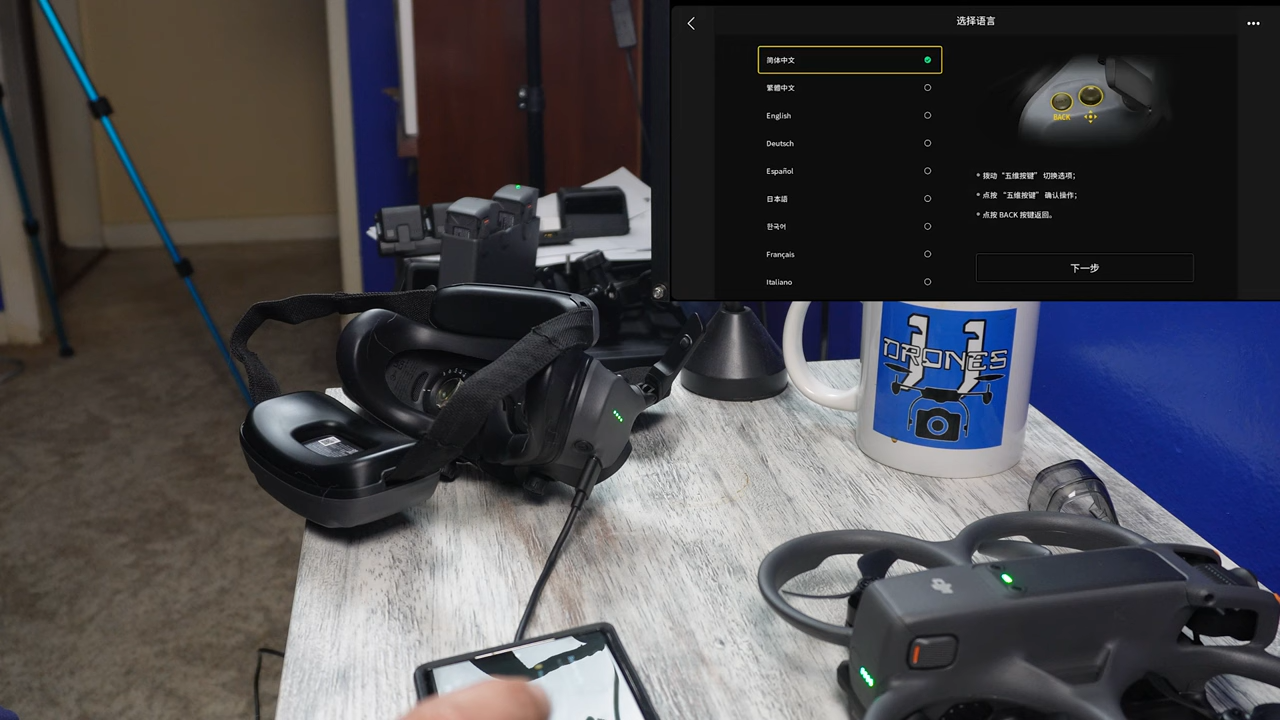 选择语言
简体中文
繁體中文
English
Deutsch
Español
日本語
한국어
Français
Italiano
BACK
拨动“五维按键”切换选项;
点按“五维按键”确认操作;
点按 BACK 按键返回。
下一步
DRONES
dji